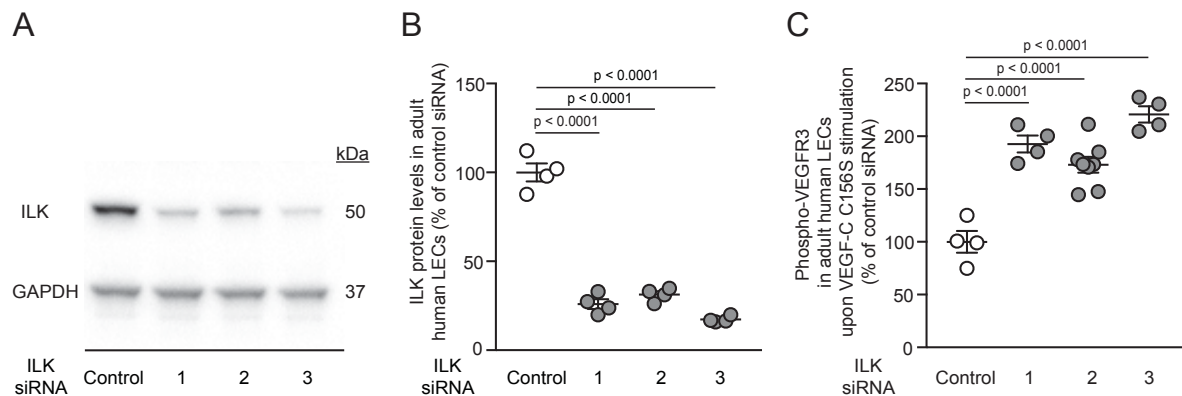 A
kDa
ILK
50
GAPDH
37
ILK
siRNA
Control 1 2 3
B
ILK protein levels in adult
human LECs (% of control siRNA)
150
100
50
0
p < 0.0001
p < 0.0001
p < 0.0001
ILK
siRNA
Control 1 2 3
C
Phospho-VEGFR3
in adult human LECs
upon VEGF-C C156S stimulation
(% of control siRNA)
250
200
150
100
50
0
p < 0.0001
p < 0.0001
p < 0.0001
ILK
siRNA
Control 1 2 3